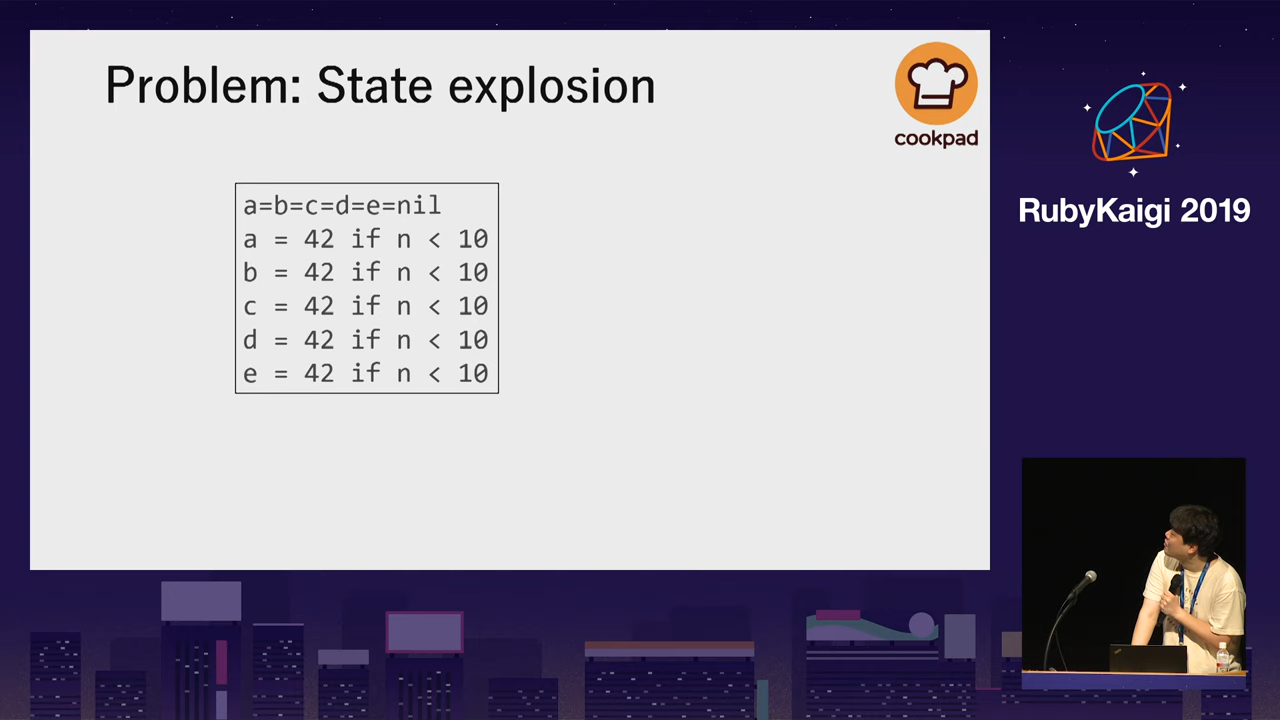 Problem: State explosion
cookpad
a=b=c=d=e=nil
a = 42 if n < 10
b = 42 if n < 10
c = 42 if n < 10
d = 42 if n < 10
e = 42 if n < 10
RubyKaigi 2019